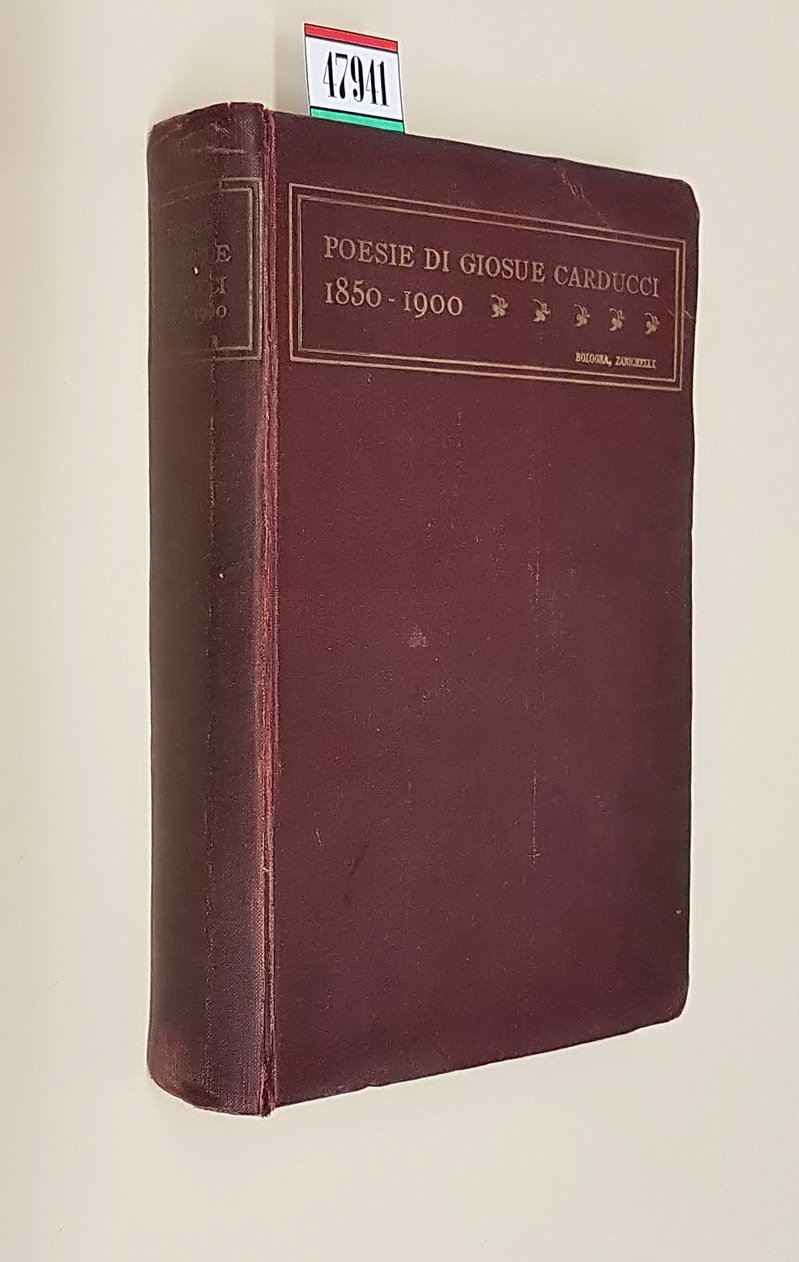 47941
POESIE DI GIOSUE CARDUCCI
1850 - 1900
BOLOGNA, ZANICHELLI